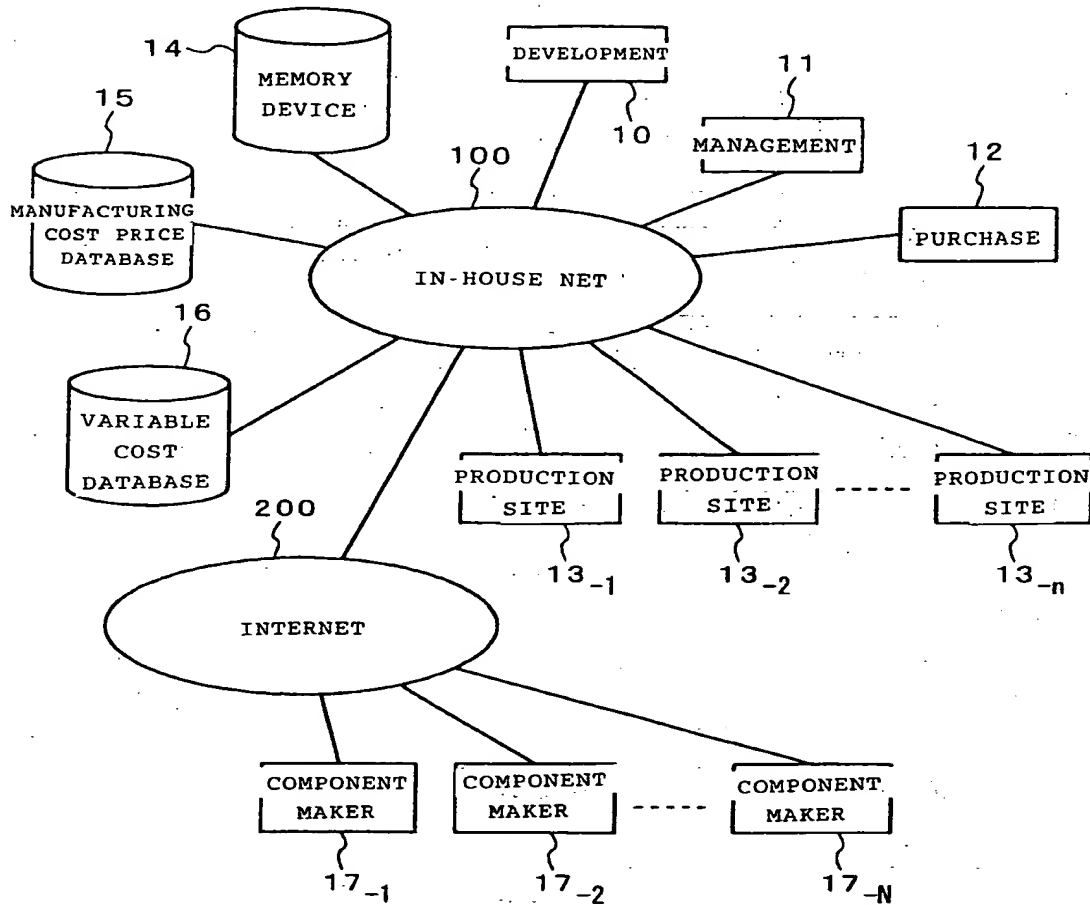 14
MEMORY
DEVICE
DEVELOPMENT
10
11
MANAGEMENT
15
MANUFACTURING
COST PRICE
DATABASE
100
12
PURCHASE
IN-HOUSE NET
16
VARIABLE
COST
DATABASE
PRODUCTION
SITE
13-1
PRODUCTION
SITE
13-2
PRODUCTION
SITE
13-n
200
INTERNET
COMPONENT
MAKER
17-1
COMPONENT
MAKER
17-2
COMPONENT
MAKER
17-N